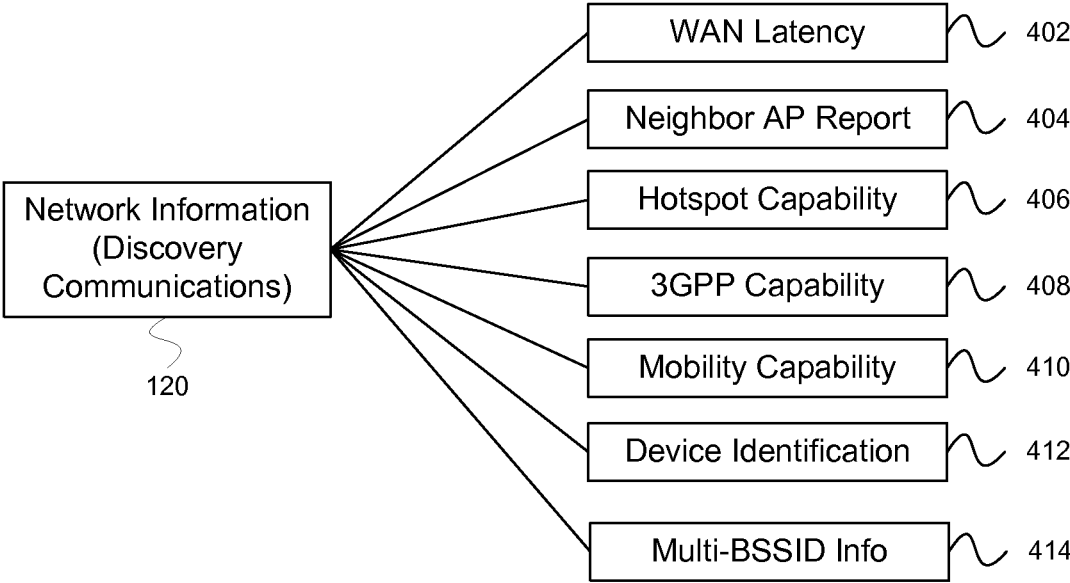 WAN Latency 402
Neighbor AP Report 404
Hotspot Capability 406
Network Information
(Discovery
Communications)
120
3GPP Capability 408
Mobility Capability 410
Device Identification 412
Multi-BSSID Info 414